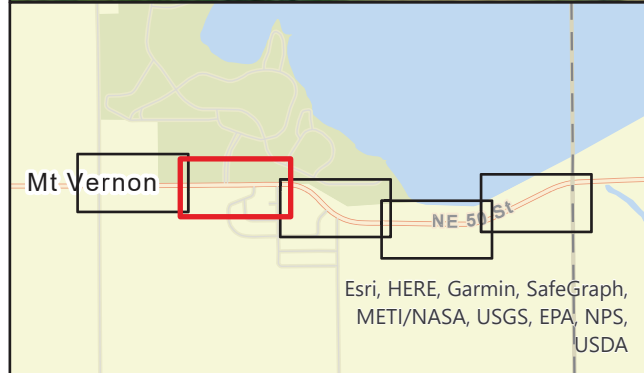 Mt Vernon
NE 50 St
Esri, HERE, Garmin, SafeGraph,
METI/NASA, USGS, EPA, NPS,
USDA